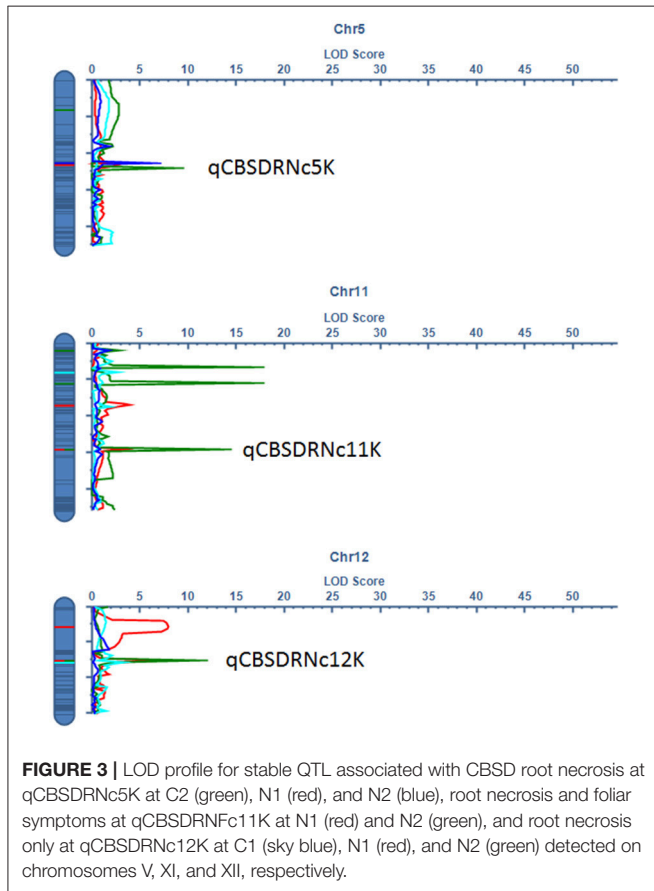 Chr5
LOD Score
0 5 10 15 20 25 30 35 40 45 50
qCBSDRNc5K
Chr11
LOD Score
0 5 10 15 20 25 30 35 40 45 50
qCBSDRNc11K
Chr12
LOD Score
0 5 10 15 20 25 30 35 40 45 50
qCBSDRNc12K
FIGURE 3 | LOD profile for stable QTL associated with CBSD root necrosis at
qCBSDRNc5K at C2 (green), N1 (red), and N2 (blue), root necrosis and foliar
symptoms at qCBSDRNFc11K at N1 (red) and N2 (green), and root necrosis
only at qCBSDRNc12K at C1 (sky blue), N1 (red), and N2 (green) detected on
chromosomes V, XI, and XII, respectively.